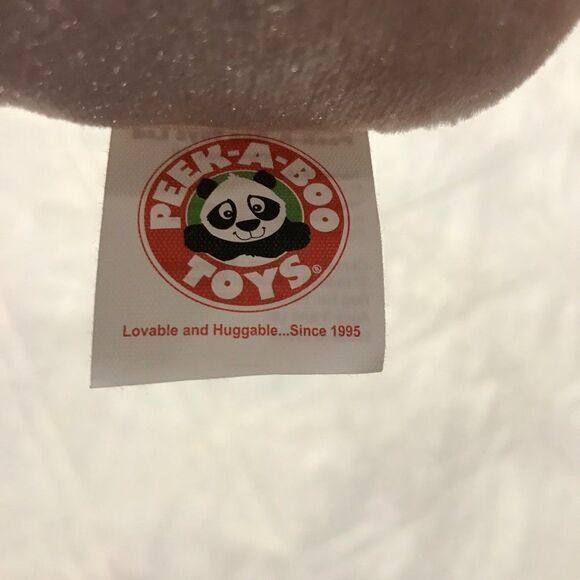 PEEK-A-BOO
TOYS®
Lovable and Huggable...Since 1995